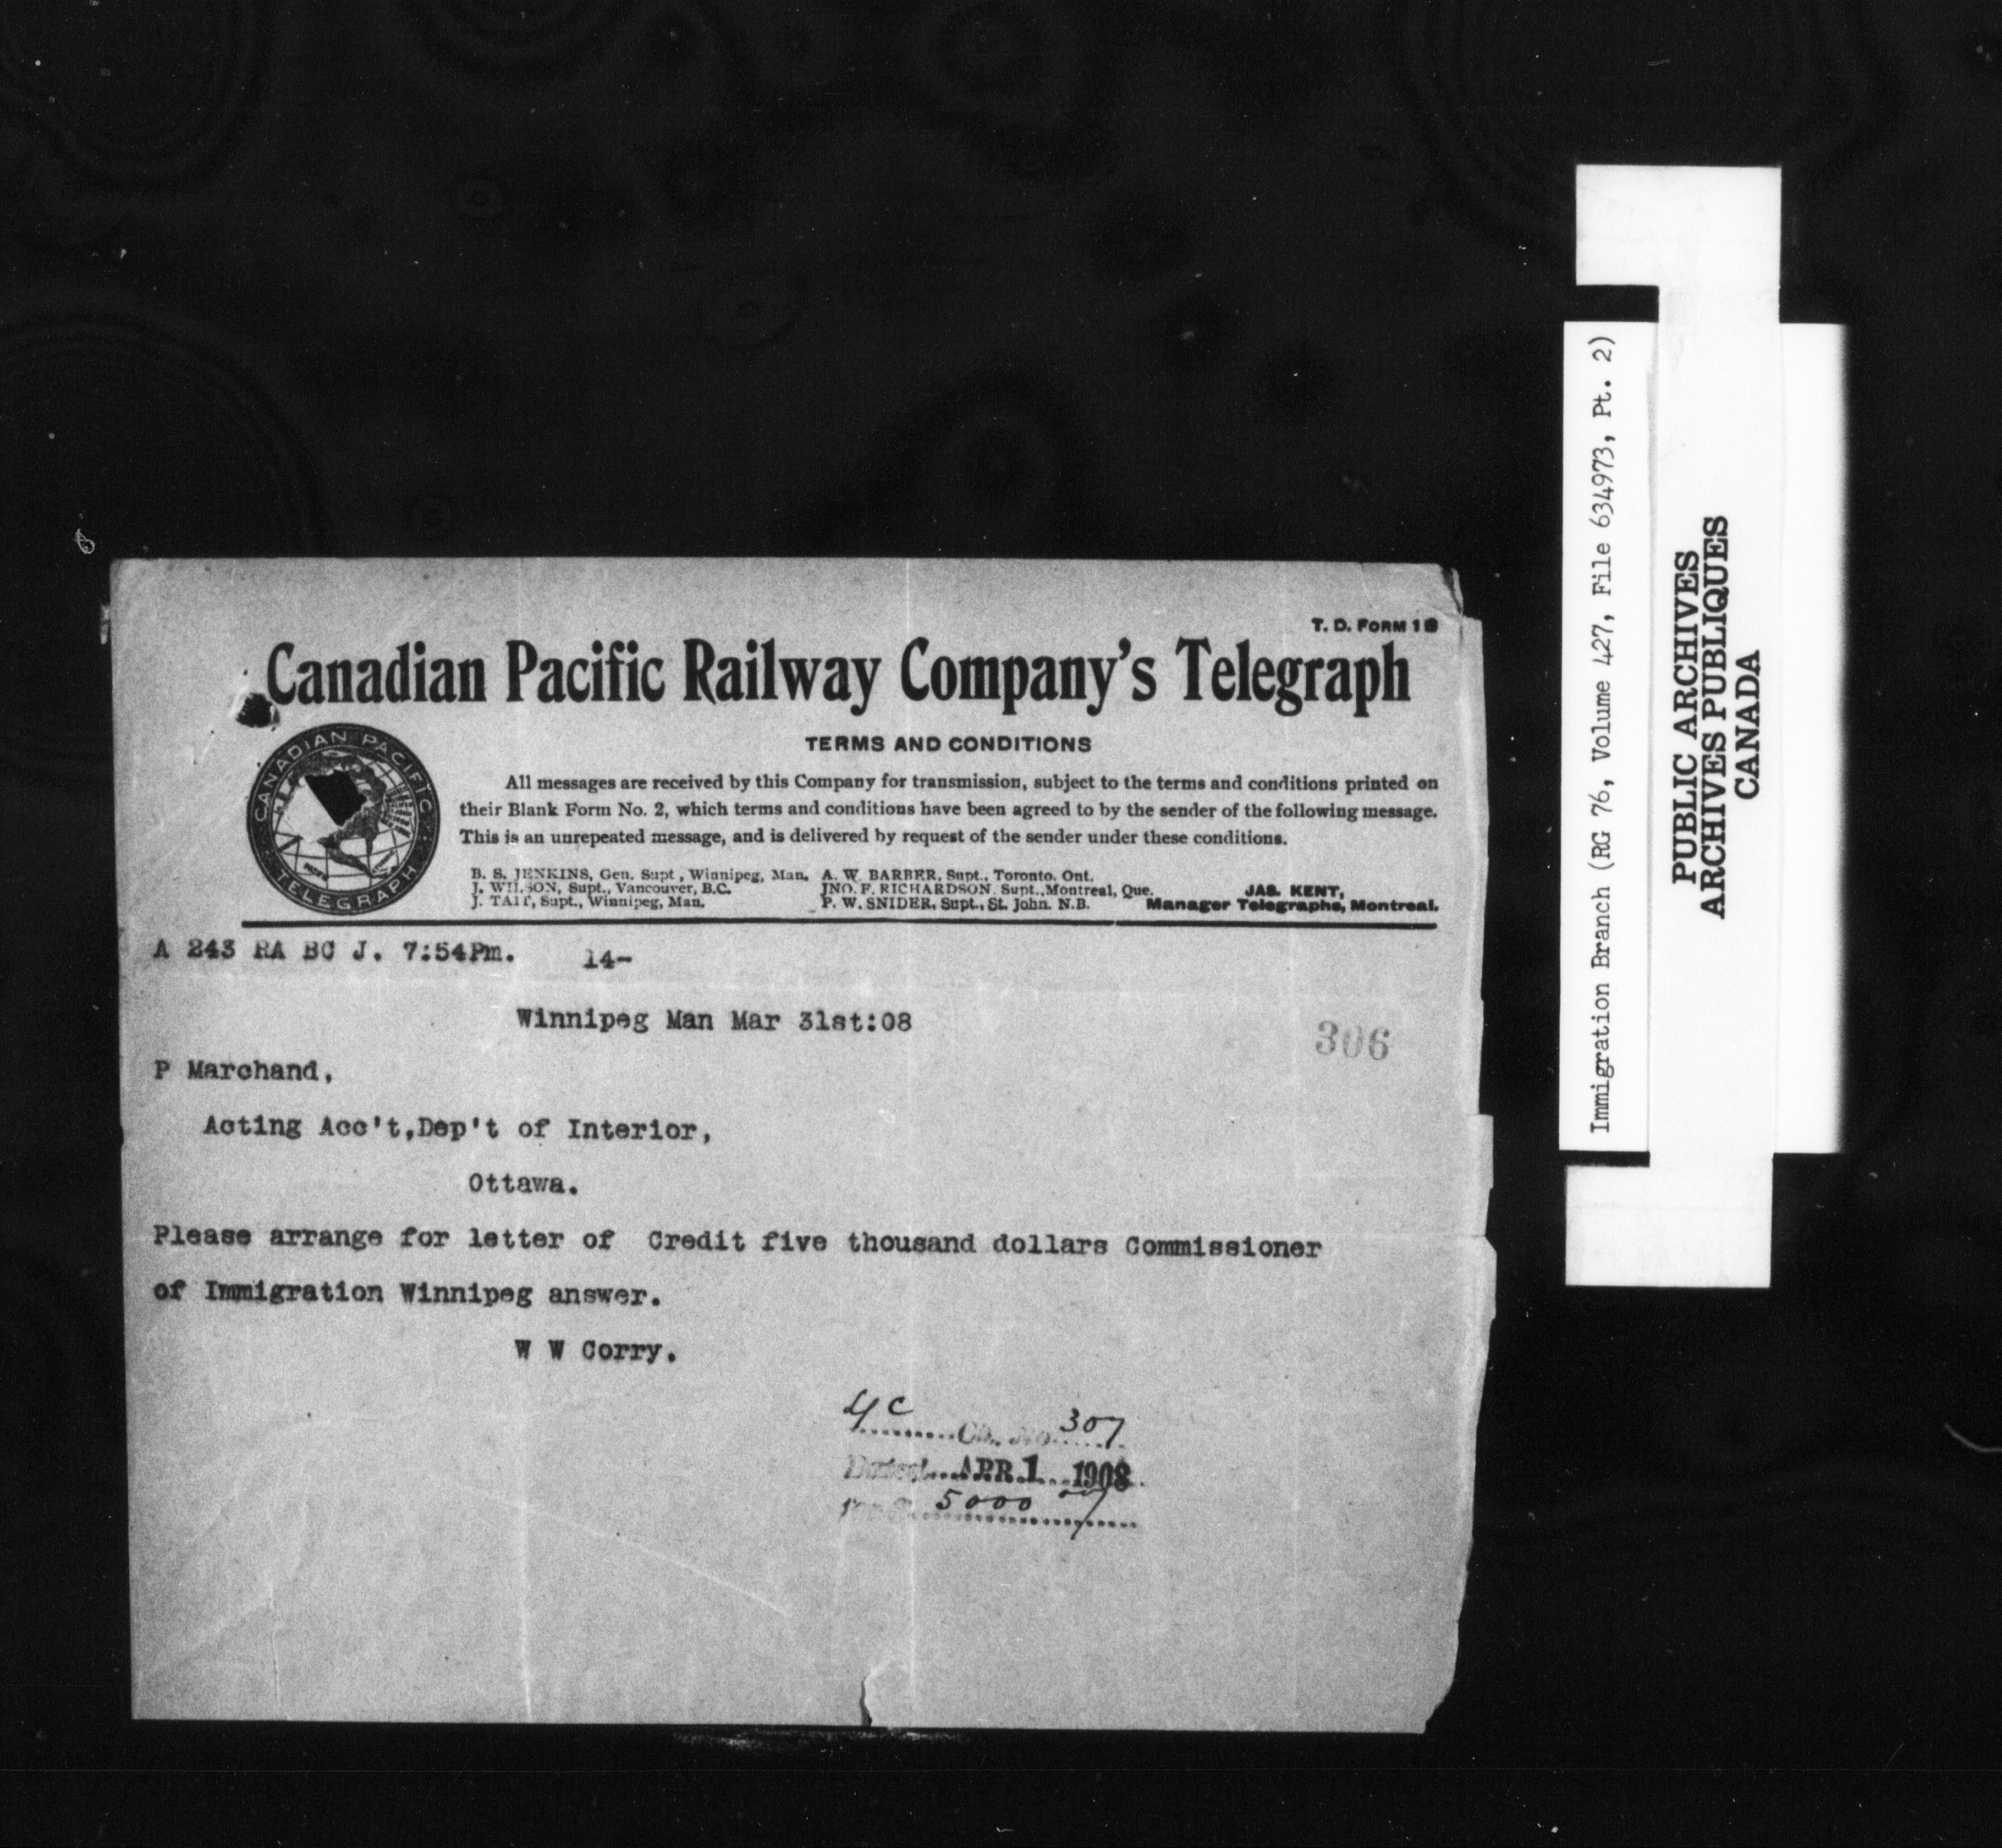 T. D. FORM 1
Canadian Pacific Railway Company's Telegraph
CANADIAN PACIFIC
TELEGRAPH
TERMS AND CONDITIONS
All messages are received by this Company for transmission, subject to the terms and conditions printed on
their Blank Form No. 2, which terms and conditions have been agreed to by the sender of the following message.
This is an unrepeated message, and is delivered by request of the sender under these conditions.
B. S. JENKINS, Gen. Supt, Winnipeg, Man. A. W. BARBER, Supt., Toronto, Ont.
J. WILSON, Supt., Vancouver, B.C. JNO. F. RICHARDSON, Supt., Montreal, Que. JAS. KENT,
J. TAIT, Supt., Winnipeg, Man. P. W. SNIDER, Supt., St. John. N.B. Manager Telegraphs, Montreal.
A 243 RA BC J. 7:54Pm. 14-
Winnipeg Man Mar 31st:08
306
P Marchand,
Acting Acc't,Dep't of Interior,
Ottawa.
Please arrange for letter of Credit five thousand dollars Commissioner
of Immigration Winnipeg answer.
W W Corry.
307
Dated APR 1 1908
5000
Immigration Branch (RG 76, Volume 427, File 634973, Pt. 2)
PUBLIC ARCHIVES
ARCHIVES PUBLIQUES
CANADA